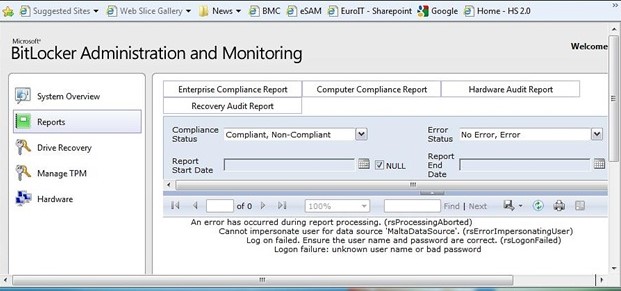 Suggested Sites
Web Slice Gallery
News
BMC
eSAM
EuroIT - Sharepoint
Google
Home - HS 2.0
Microsoft®
BitLocker Administration and Monitoring
Welcome
System Overview
Reports
Drive Recovery
Manage TPM
Hardware
Enterprise Compliance Report
Computer Compliance Report
Hardware Audit Report
Recovery Audit Report
Compliance Status
Compliant, Non-Compliant
Error Status
No Error, Error
Report Start Date
NULL
Report End Date
of 0
100%
Find | Next
An error has occurred during report processing. (rsProcessingAborted)
Cannot impersonate user for data source 'MaltaDataSource'. (rsErrorImpersonatingUser)
Log on failed. Ensure the user name and password are correct. (rsLogonFailed)
Logon failure: unknown user name or bad password